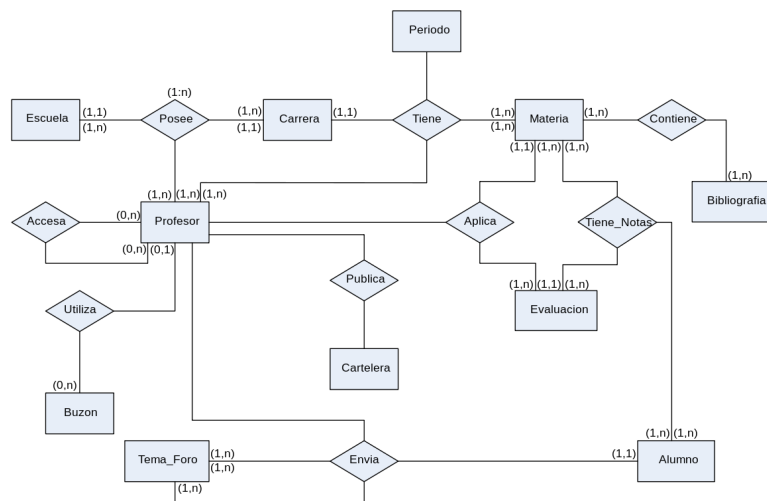 Periodo
(1:n)
Escuela
(1,1)
(1,n)
Posee
(1,n)
(1,1)
Carrera
(1,1)
Tiene
(1,n)
(1,n)
Materia
(1,n)
Contiene
(1,1) (1,n) (1,n)
(1,n)
Bibliografia
(1,n) (1,n) (1,n)
Accesa
(0,n)
Profesor
Aplica
Tiene_Notas
(0,n) (0,1)
Publica
(1,n) (1,1) (1,n)
Evaluacion
Utiliza
Cartelera
(0,n)
Buzon
(1,n) (1,n)
Tema_Foro
(1,n)
(1,n)
Envia
(1,1)
Alumno
(1,n)